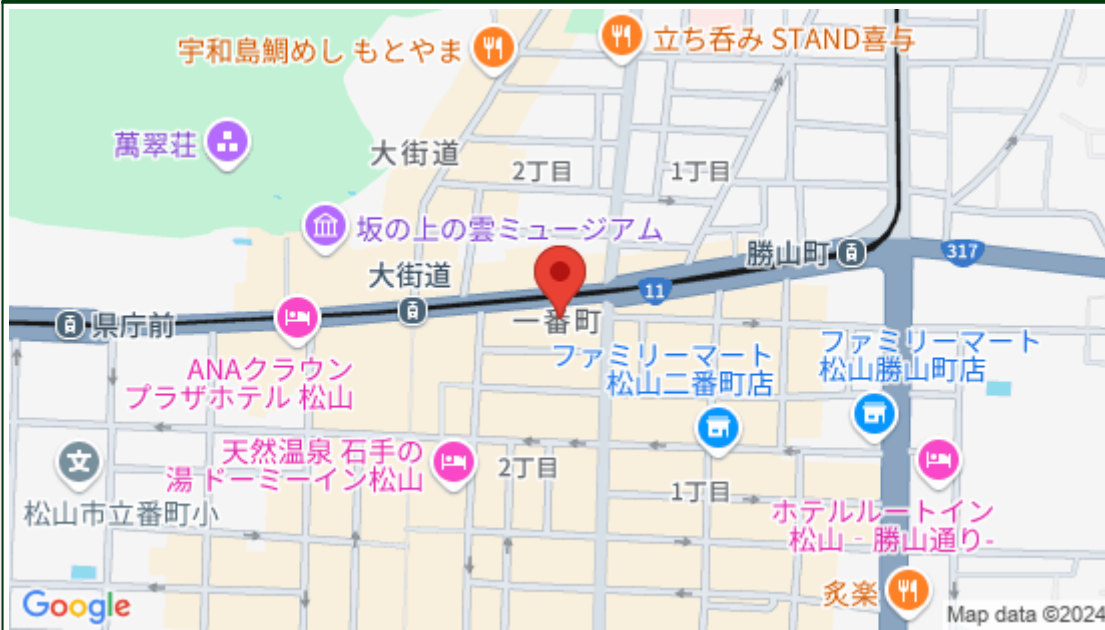 宇和島鯛めし もとやま
立ち呑み STAND喜与
萬翠荘
大街道
2丁目
1丁目
坂の上の雲ミュージアム
勝山町
317
大街道
11
県庁前
一番町
ANAクラウン
プラザホテル 松山
ファミリーマート
松山二番町店
ファミリーマート
松山勝山町店
天然温泉 石手の
湯 ドーミーイン松山
2丁目
1丁目
文
松山市立番町小
ホテルルートイン
松山‐勝山通り-
炙楽
Google
Map data ©2024